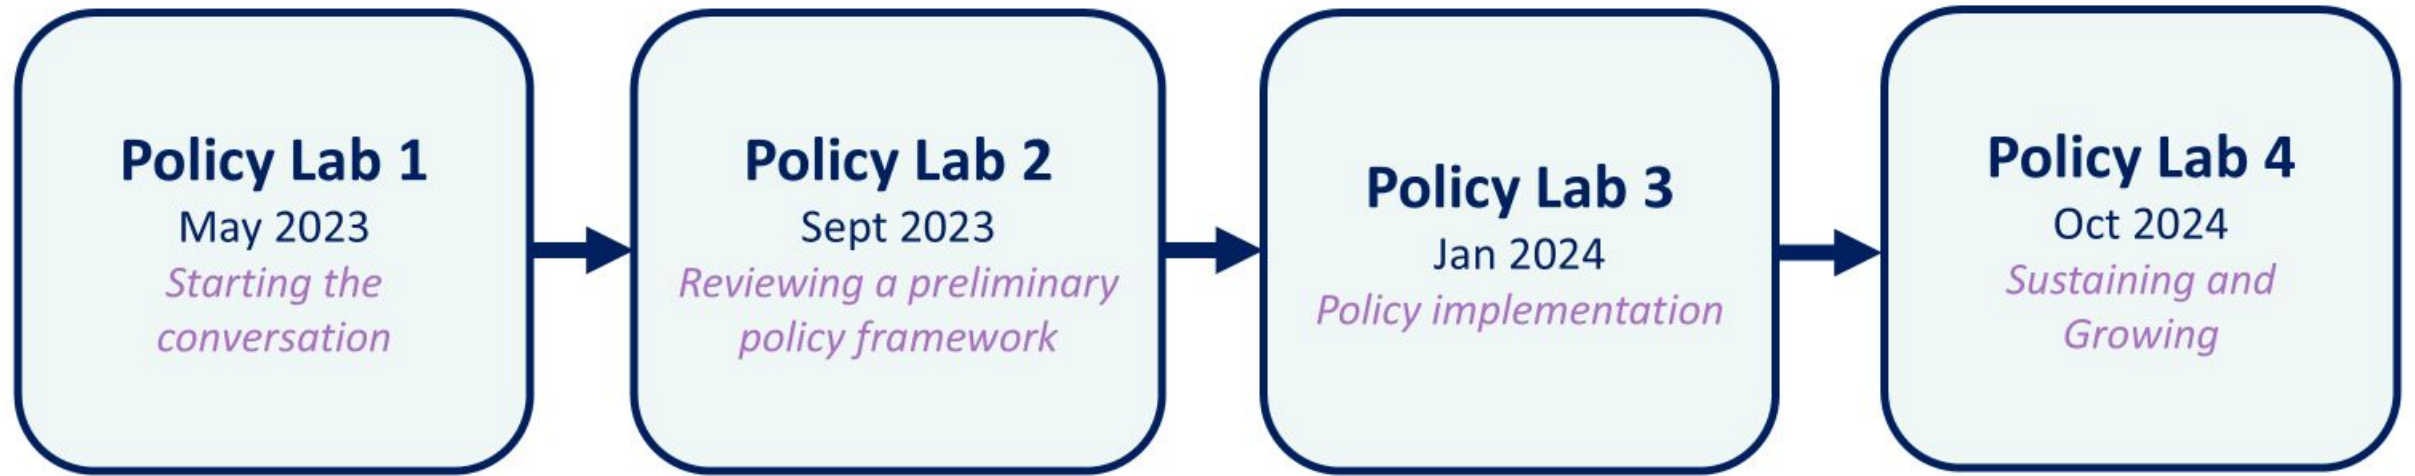 Policy Lab 1
May 2023
Starting the
conversation
Policy Lab 2
Sept 2023
Reviewing a preliminary
policy framework
Policy Lab 3
Jan 2024
Policy implementation
Policy Lab 4
Oct 2024
Sustaining and
Growing